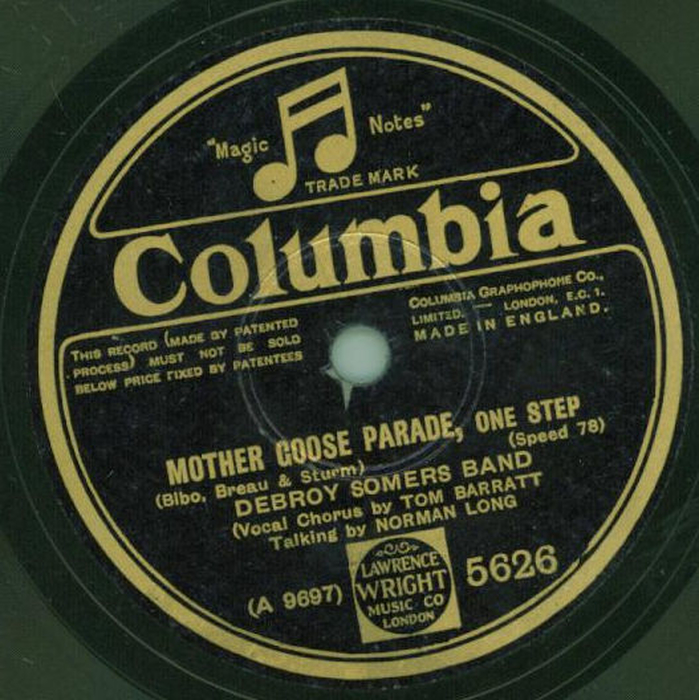 "Magic Notes"
TRADE MARK
Columbia
THIS RECORD (MADE BY PATENTED
PROCESS) MUST NOT BE SOLD
BELOW PRICE FIXED BY PATENTEES
COLUMBIA GRAPHOPHONE CO.,
LIMITED. — LONDON, E.C.1.
MADE IN ENGLAND.
MOTHER GOOSE PARADE, ONE STEP
(Bibo, Breau & Sturm) (Speed 78)
DEBROY SOMERS BAND
(Vocal Chorus by TOM BARRATT
Talking by NORMAN LONG
(A 9697)
LAWRENCE
WRIGHT
MUSIC CO
LONDON
5626